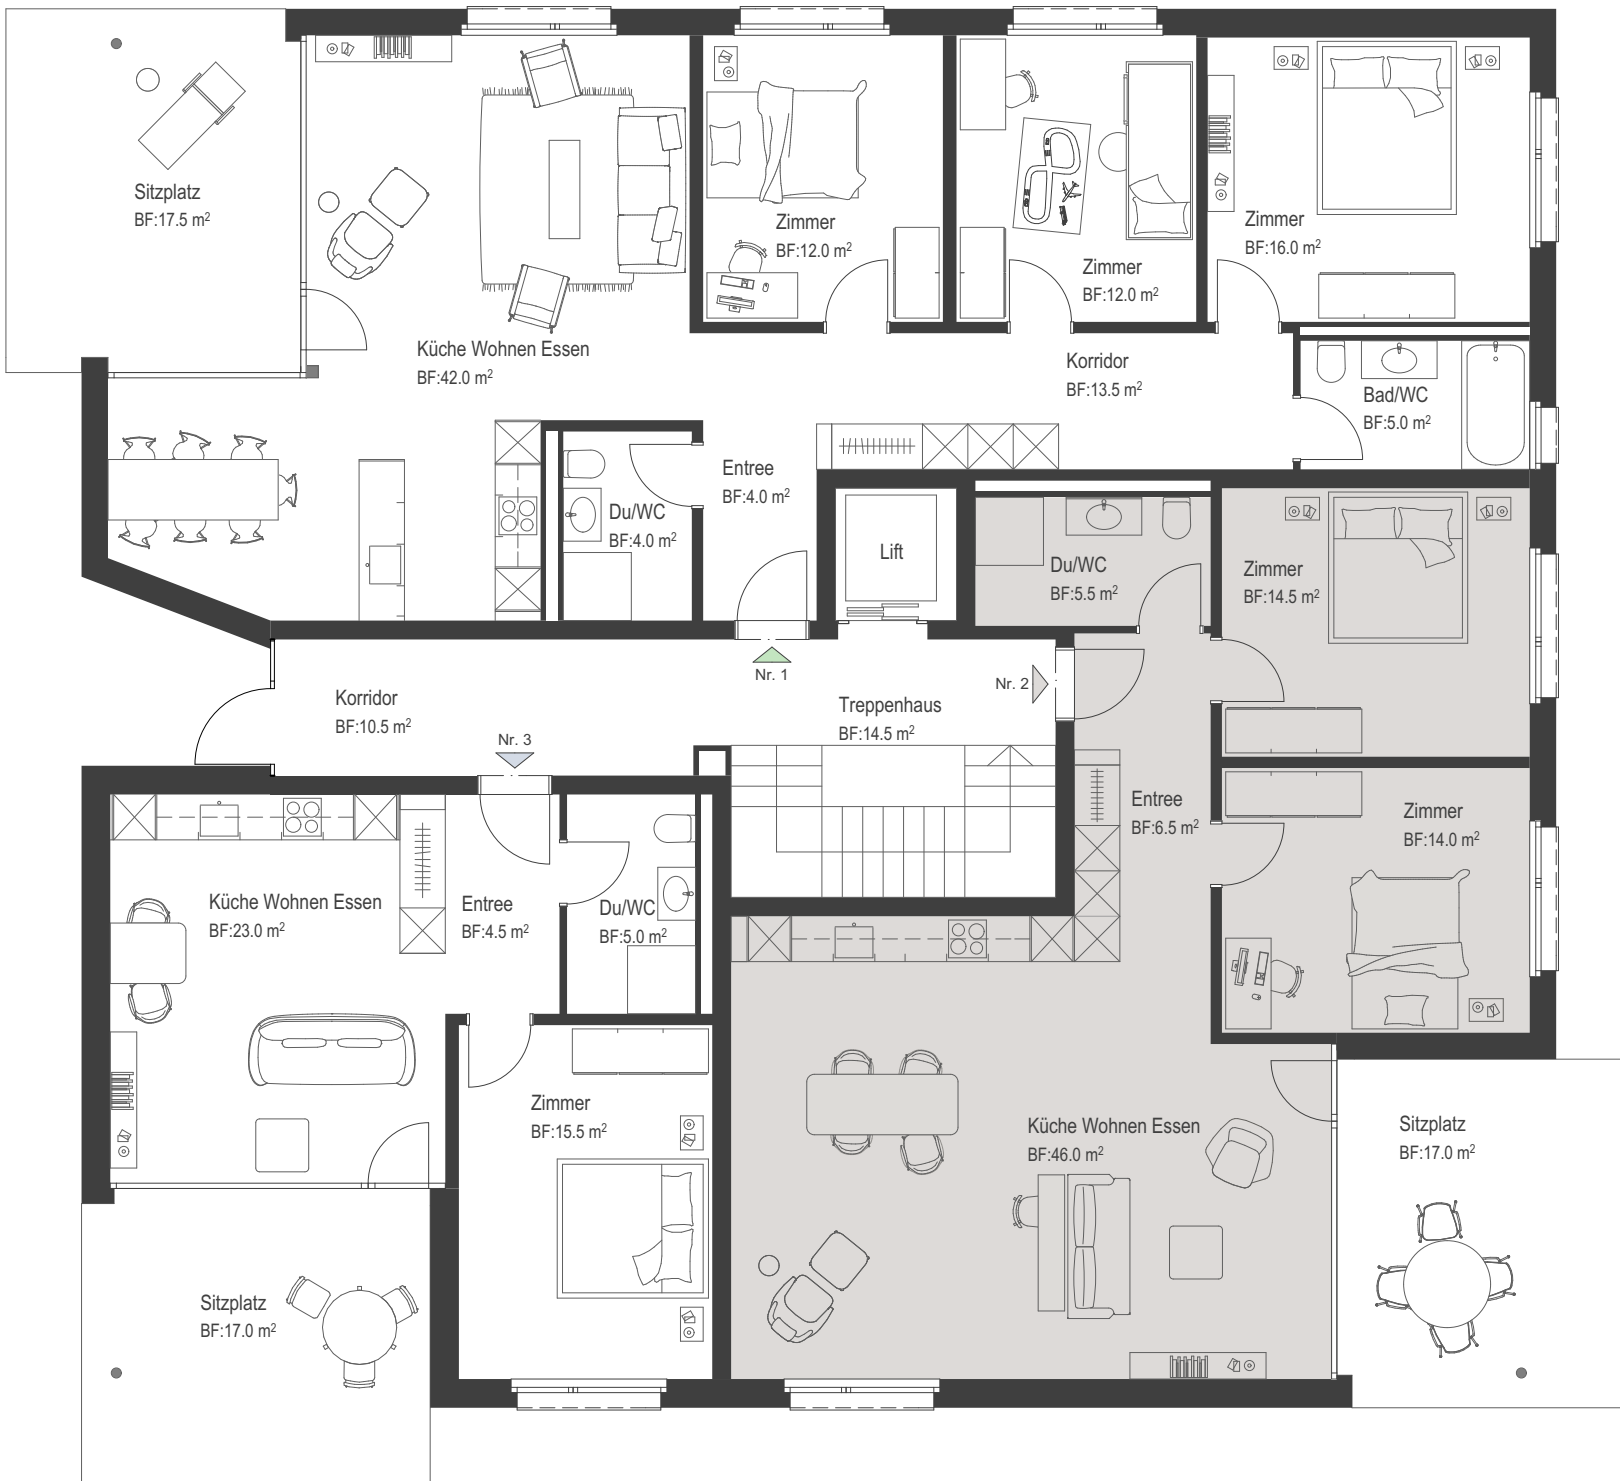 Sitzplatz
BF:17.5 m²
Zimmer
BF:12.0 m²
Zimmer
BF:12.0 m²
Zimmer
BF:16.0 m²
Küche Wohnen Essen
BF:42.0 m²
Korridor
BF:13.5 m²
Bad/WC
BF:5.0 m²
Entree
BF:4.0 m²
Du/WC
BF:4.0 m²
Lift
Du/WC
BF:5.5 m²
Zimmer
BF:14.5 m²
Nr. 1
Nr. 2
Korridor
BF:10.5 m²
Treppenhaus
BF:14.5 m²
Nr. 3
Entree
BF:6.5 m²
Zimmer
BF:14.0 m²
Küche Wohnen Essen
BF:23.0 m²
Entree
BF:4.5 m²
Du/WC
BF:5.0 m²
Zimmer
BF:15.5 m²
Küche Wohnen Essen
BF:46.0 m²
Sitzplatz
BF:17.0 m²
Sitzplatz
BF:17.0 m²